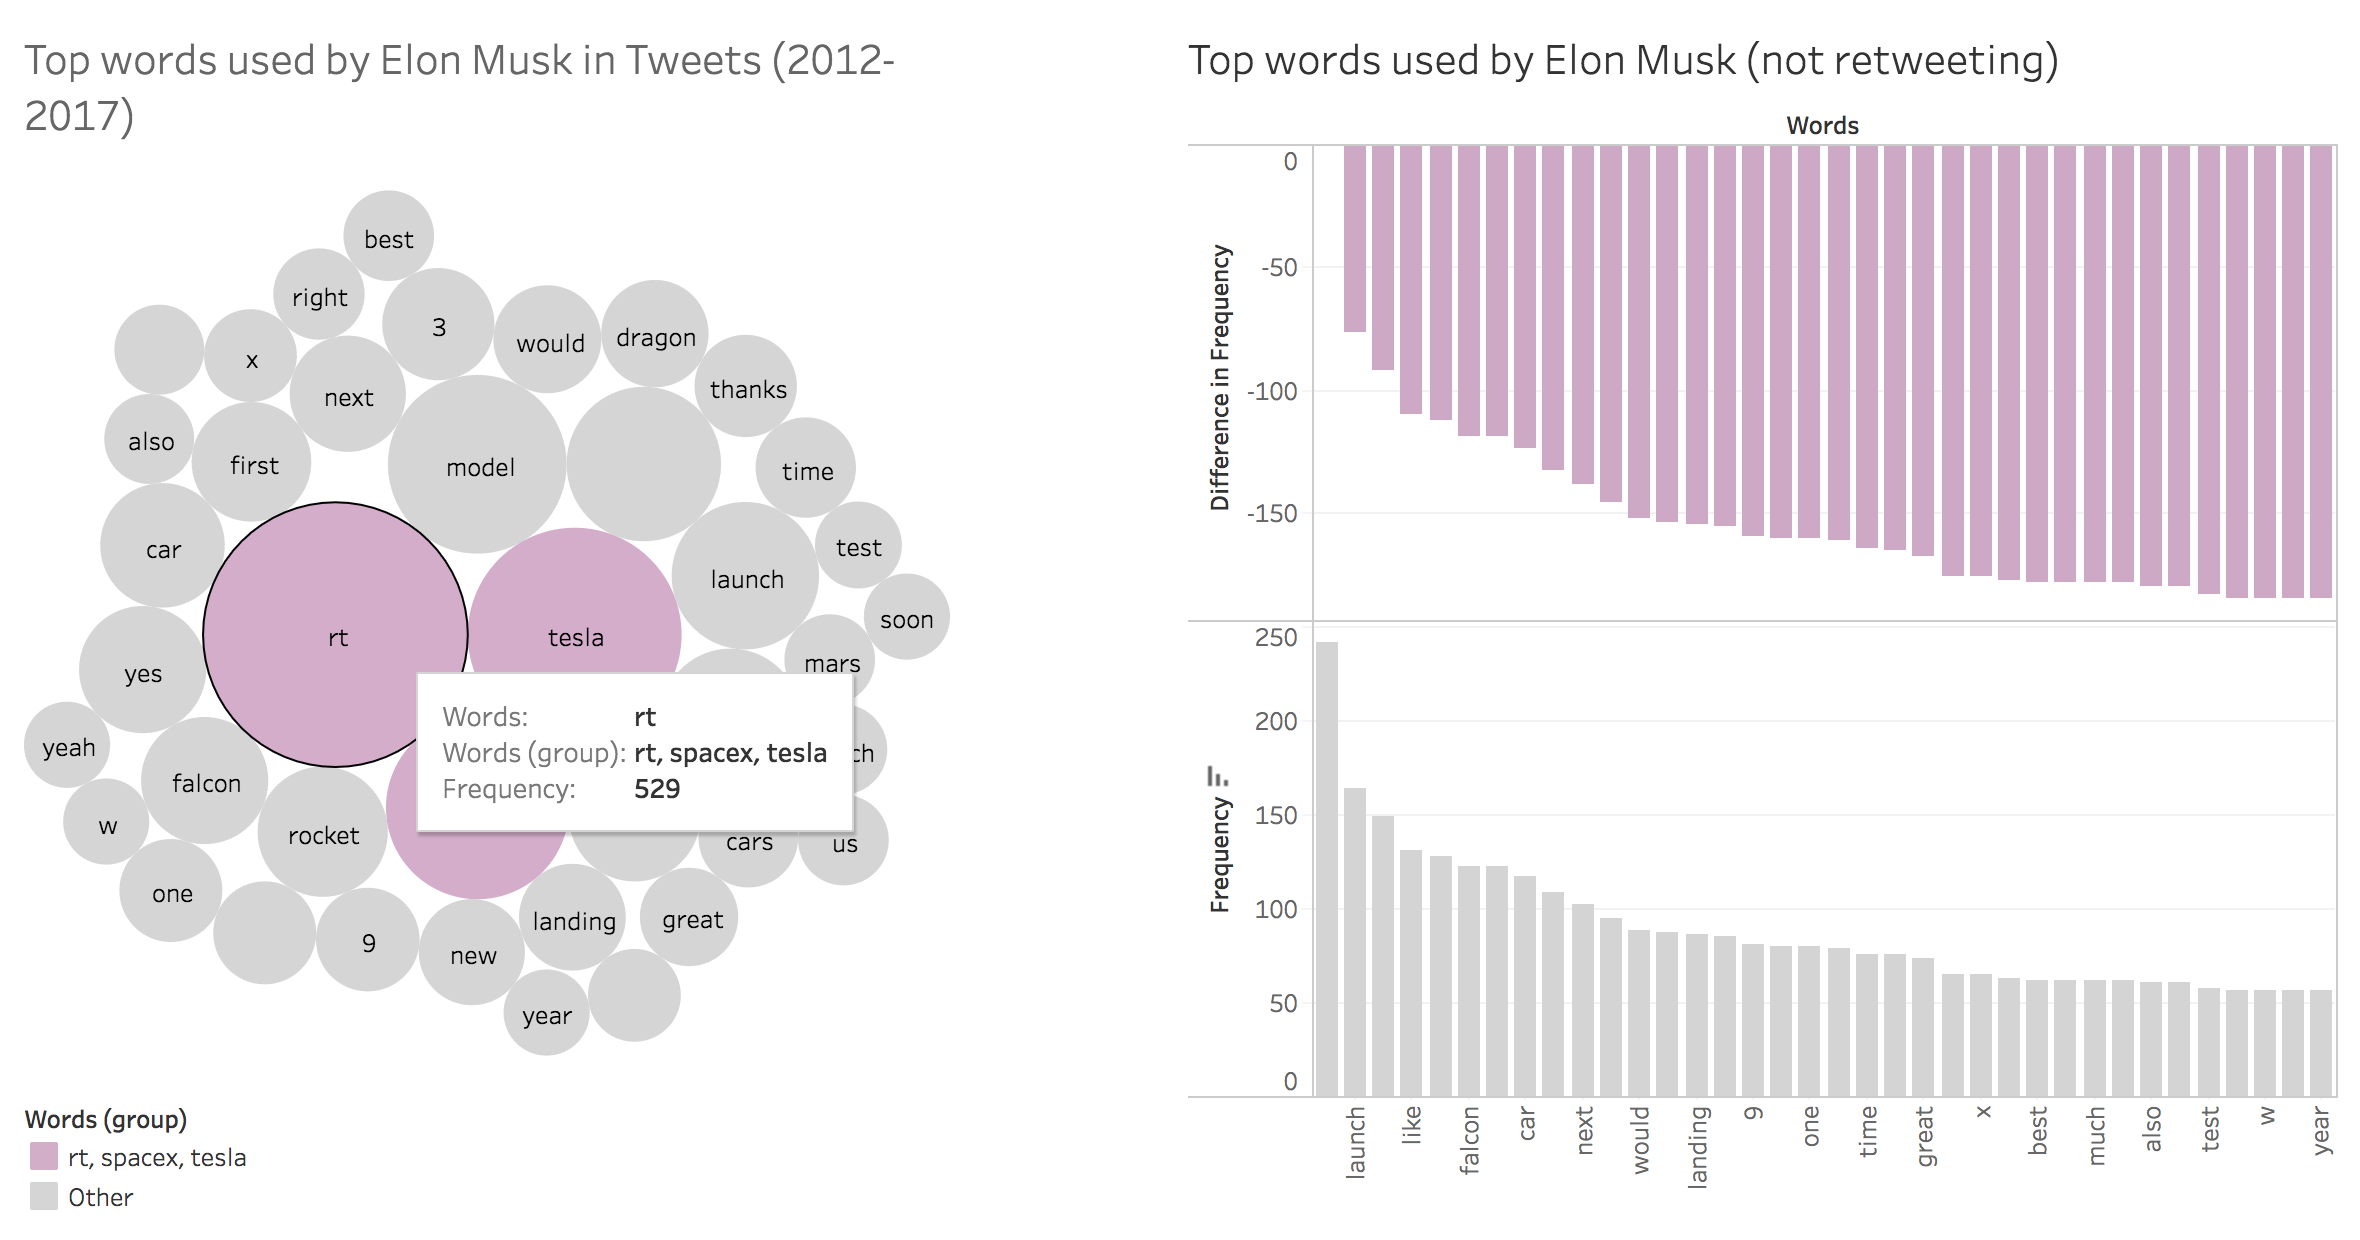 Top words used by Elon Musk in Tweets (2012-
2017)
best
right
3
would
dragon
x
next
thanks
also
first
model
time
car
launch
test
soon
rt
tesla
mars
yes
Words: rt
Words (group): rt, spacex, tesla
Frequency: 529
yeah
ch
falcon
w
rocket
cars
us
one
landing
great
9
new
year
Words (group)
rt, spacex, tesla
Other
Top words used by Elon Musk (not retweeting)
Words
Difference in Frequency
0
-50
-100
-150
Frequency
250
200
150
100
50
0
launch
like
falcon
car
next
would
landing
9
one
time
great
x
best
much
also
test
w
year